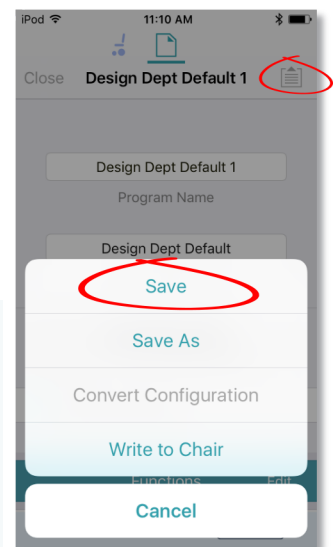 iPod 11:10 AM
Close Design Dept Default 1
Design Dept Default 1
Program Name
Design Dept Default
Save
Save As
Convert Configuration
Write to Chair
Functions Edit
Cancel